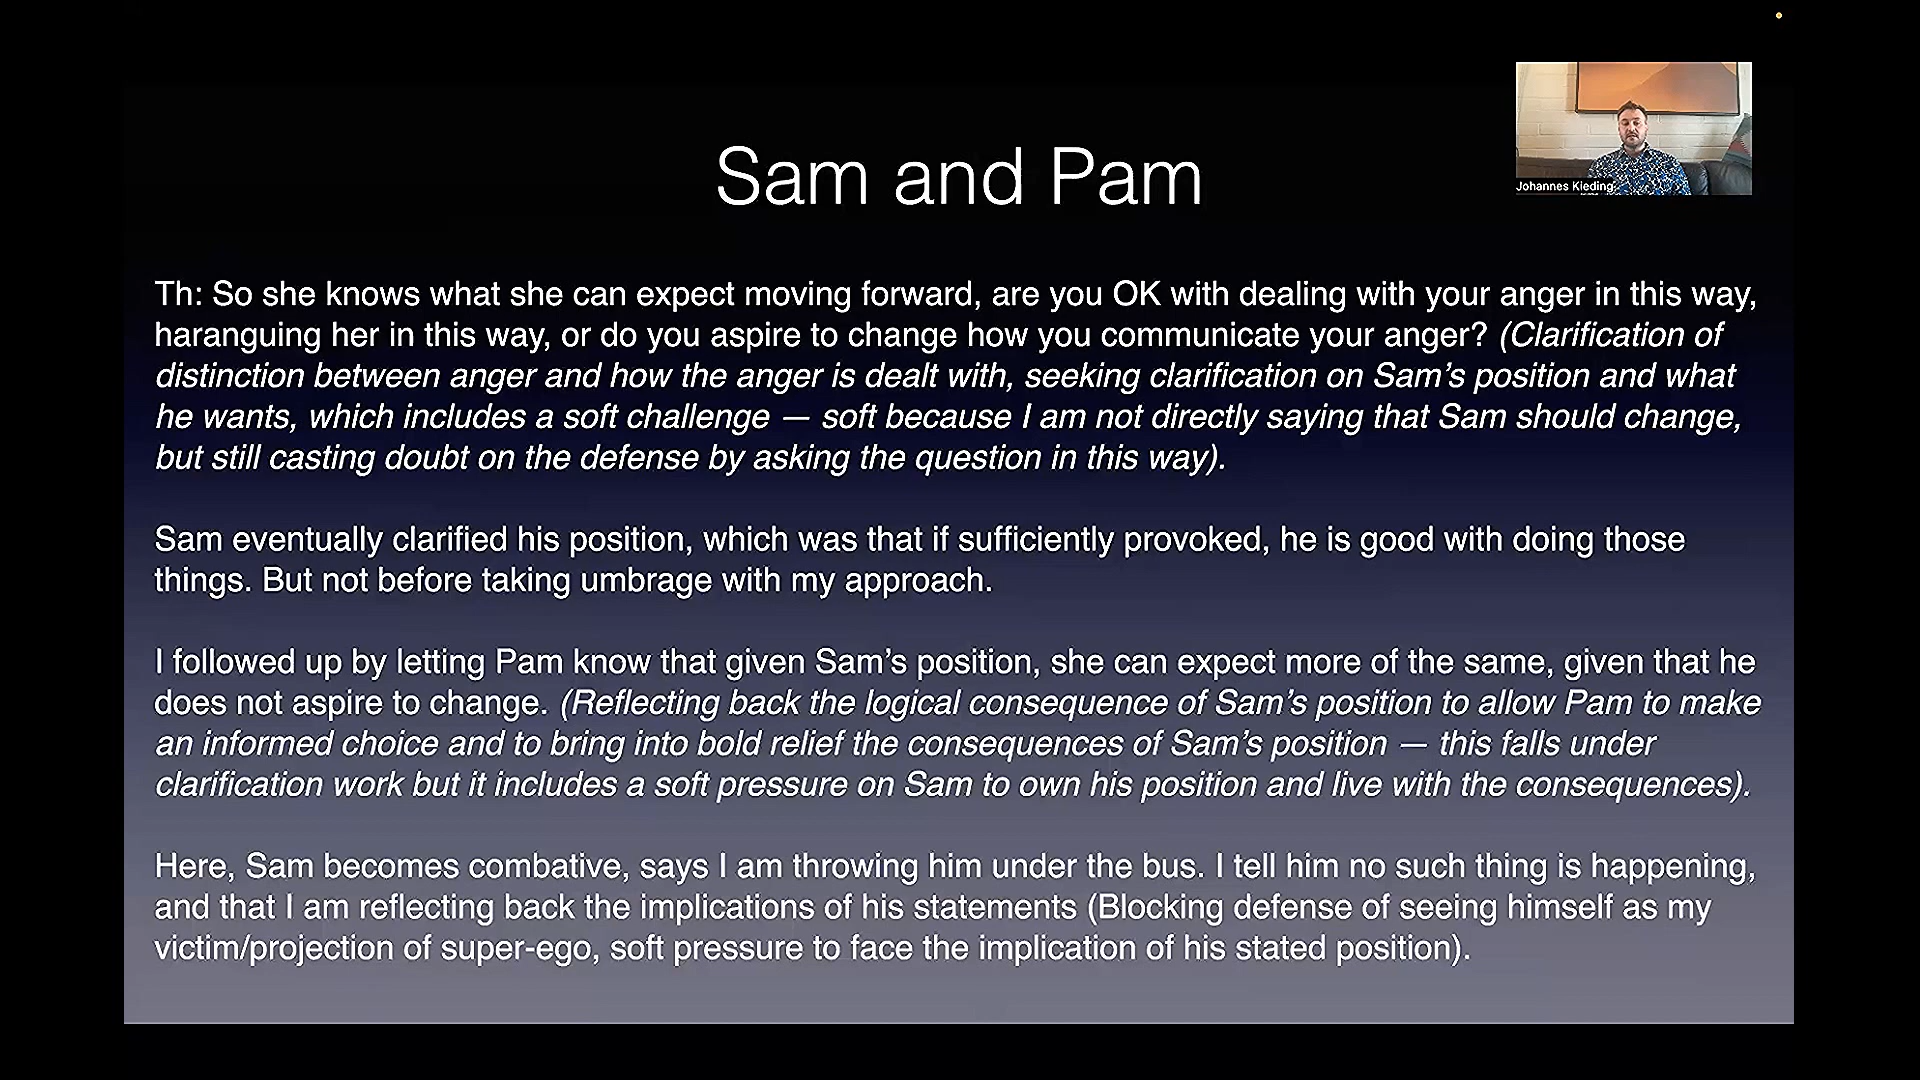 Johannes Kieding
Sam and Pam
Th: So she knows what she can expect moving forward, are you OK with dealing with your anger in this way,
haranguing her in this way, or do you aspire to change how you communicate your anger? (Clarification of
distinction between anger and how the anger is dealt with, seeking clarification on Sam’s position and what
he wants, which includes a soft challenge — soft because I am not directly saying that Sam should change,
but still casting doubt on the defense by asking the question in this way).
Sam eventually clarified his position, which was that if sufficiently provoked, he is good with doing those
things. But not before taking umbrage with my approach.
I followed up by letting Pam know that given Sam’s position, she can expect more of the same, given that he
does not aspire to change. (Reflecting back the logical consequence of Sam’s position to allow Pam to make
an informed choice and to bring into bold relief the consequences of Sam’s position — this falls under
clarification work but it includes a soft pressure on Sam to own his position and live with the consequences).
Here, Sam becomes combative, says I am throwing him under the bus. I tell him no such thing is happening,
and that I am reflecting back the implications of his statements (Blocking defense of seeing himself as my
victim/projection of super-ego, soft pressure to face the implication of his stated position).